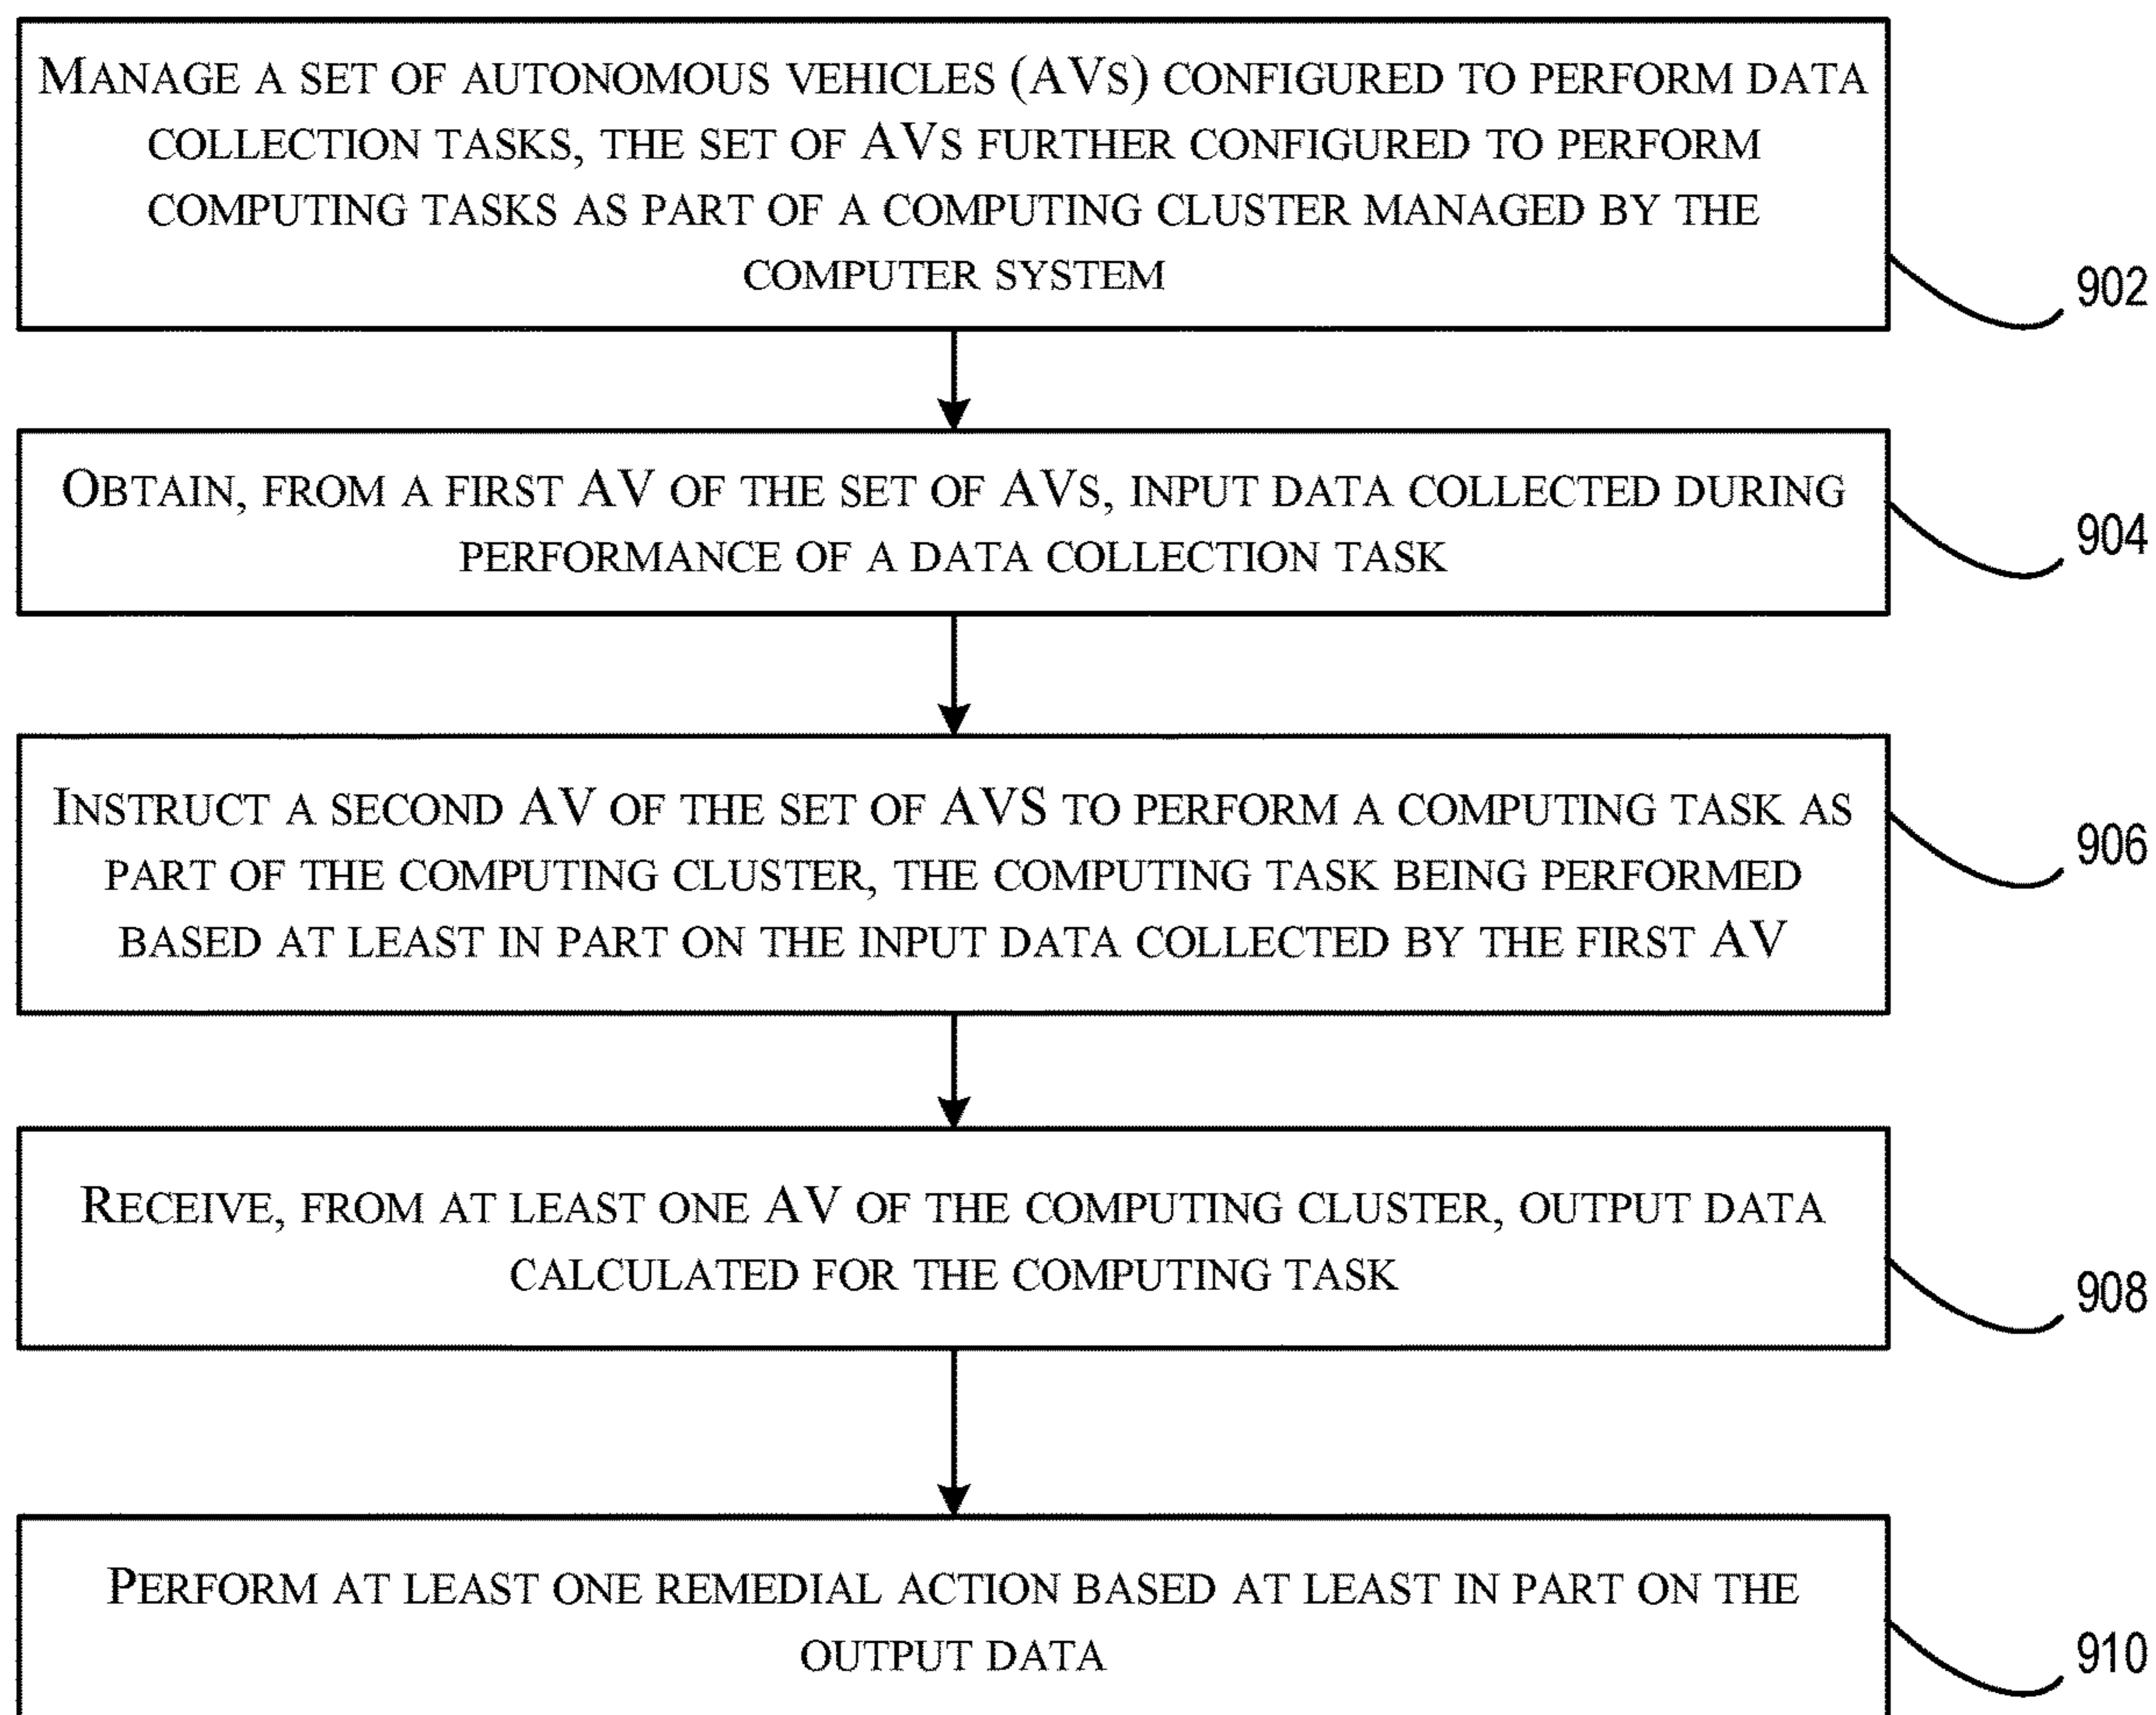 MANAGE A SET OF AUTONOMOUS VEHICLES (AVS) CONFIGURED TO PERFORM DATA
COLLECTION TASKS, THE SET OF AVS FURTHER CONFIGURED TO PERFORM
COMPUTING TASKS AS PART OF A COMPUTING CLUSTER MANAGED BY THE
COMPUTER SYSTEM
902
OBTAIN, FROM A FIRST AV OF THE SET OF AVS, INPUT DATA COLLECTED DURING
PERFORMANCE OF A DATA COLLECTION TASK
904
INSTRUCT A SECOND AV OF THE SET OF AVS TO PERFORM A COMPUTING TASK AS
PART OF THE COMPUTING CLUSTER, THE COMPUTING TASK BEING PERFORMED
BASED AT LEAST IN PART ON THE INPUT DATA COLLECTED BY THE FIRST AV
906
RECEIVE, FROM AT LEAST ONE AV OF THE COMPUTING CLUSTER, OUTPUT DATA
CALCULATED FOR THE COMPUTING TASK
908
PERFORM AT LEAST ONE REMEDIAL ACTION BASED AT LEAST IN PART ON THE
OUTPUT DATA
910